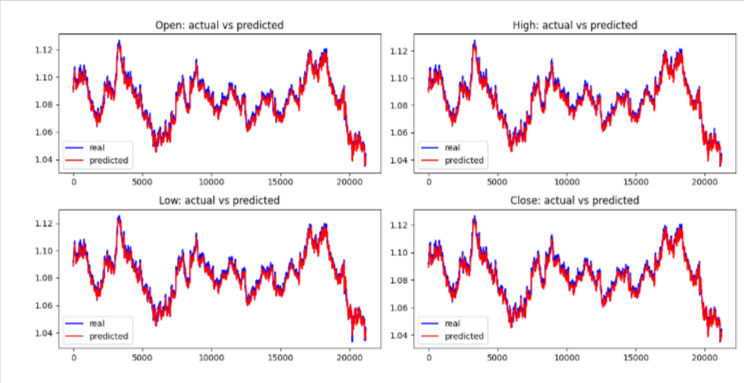 Open: actual vs predicted
1.12
1.10
1.08
1.06
1.04
real
predicted
0 5000 10000 15000 20000
High: actual vs predicted
1.12
1.10
1.08
1.06
1.04
real
predicted
0 5000 10000 15000 20000
Low: actual vs predicted
1.12
1.10
1.08
1.06
1.04
real
predicted
0 5000 10000 15000 20000
Close: actual vs predicted
1.12
1.10
1.08
1.06
1.04
real
predicted
0 5000 10000 15000 20000